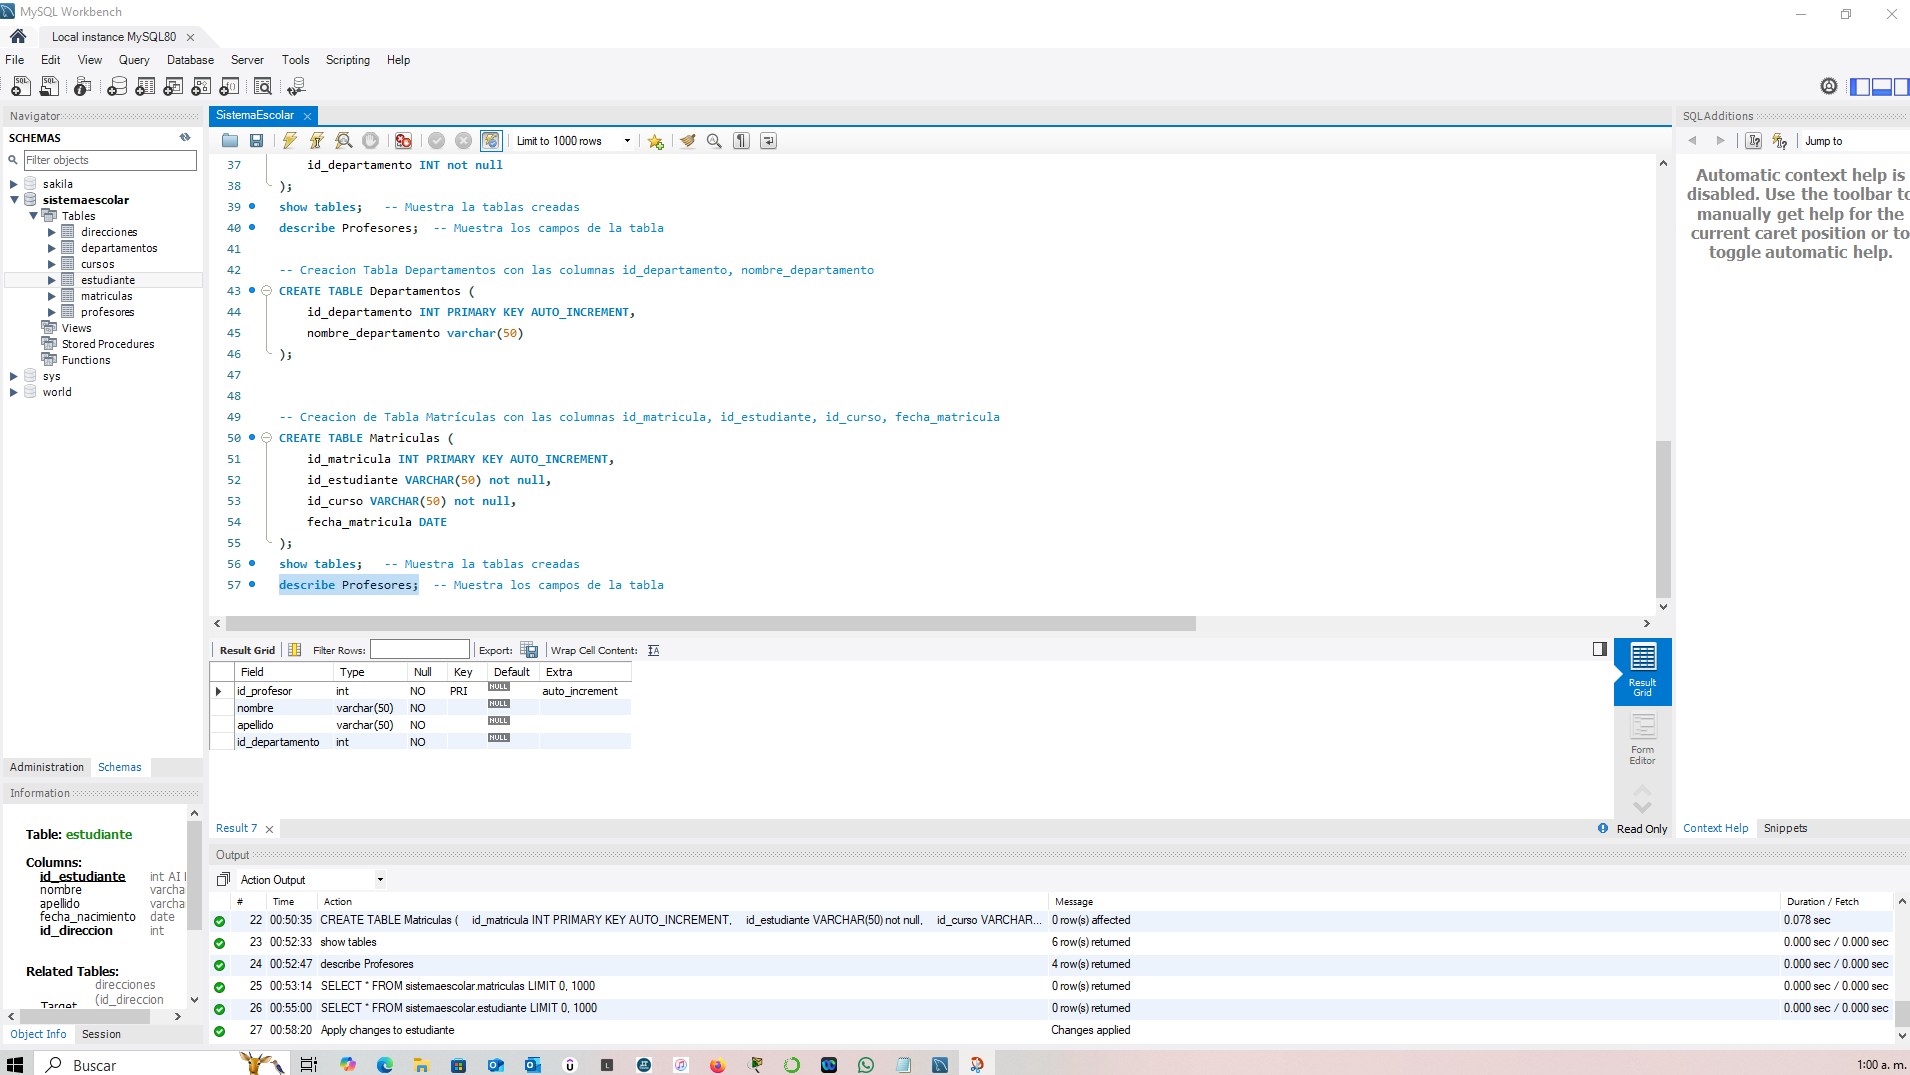 MySQL Workbench
Local instance MySQL80
File Edit View Query Database Server Tools Scripting Help
Navigator
SCHEMAS
Filter objects
sakila
sistemaescolar
Tables
direcciones
departamentos
cursos
estudiante
matriculas
profesores
Views
Stored Procedures
Functions
sys
world
Administration Schemas
Information
Table: estudiante
Columns:
id_estudiante int AI
nombre varcha
apellido varcha
fecha_nacimiento date
id_direccion int
Related Tables:
direcciones
(id_direccion
Target
Object Info Session
SistemaEscolar
Limit to 1000 rows
37 id_departamento INT not null
38 );
39 show tables; -- Muestra la tablas creadas
40 describe Profesores; -- Muestra los campos de la tabla
41
42 -- Creacion Tabla Departamentos con las columnas id_departamento, nombre_departamento
43 CREATE TABLE Departamentos (
44 id_departamento INT PRIMARY KEY AUTO_INCREMENT,
45 nombre_departamento varchar(50)
46 );
47
48
49 -- Creacion de Tabla Matrículas con las columnas id_matricula, id_estudiante, id_curso, fecha_matricula
50 CREATE TABLE Matriculas (
51 id_matricula INT PRIMARY KEY AUTO_INCREMENT,
52 id_estudiante VARCHAR(50) not null,
53 id_curso VARCHAR(50) not null,
54 fecha_matricula DATE
55 );
56 show tables; -- Muestra la tablas creadas
57 describe Profesores; -- Muestra los campos de la tabla
Result Grid Filter Rows: Export: Wrap Cell Content:
Field Type Null Key Default Extra
id_profesor int NO PRI NULL auto_increment
nombre varchar(50) NO NULL
apellido varchar(50) NO NULL
id_departamento int NO NULL
Result Grid
Form Editor
Result 7
Read Only
SQLAdditions
Jump to
Automatic context help is
disabled. Use the toolbar to
manually get help for the
current caret position or to
toggle automatic help.
Context Help Snippets
Output
Action Output
# Time Action Message Duration / Fetch
22 00:50:35 CREATE TABLE Matriculas ( id_matricula INT PRIMARY KEY AUTO_INCREMENT, id_estudiante VARCHAR(50) not null, id_curso VARCHAR... 0 row(s) affected 0.078 sec
23 00:52:33 show tables 6 row(s) returned 0.000 sec / 0.000 sec
24 00:52:47 describe Profesores 4 row(s) returned 0.000 sec / 0.000 sec
25 00:53:14 SELECT * FROM sistemaescolar.matriculas LIMIT 0, 1000 0 row(s) returned 0.000 sec / 0.000 sec
26 00:55:00 SELECT * FROM sistemaescolar.estudiante LIMIT 0, 1000 0 row(s) returned 0.000 sec / 0.000 sec
27 00:58:20 Apply changes to estudiante Changes applied
Buscar
1:00 a. m.